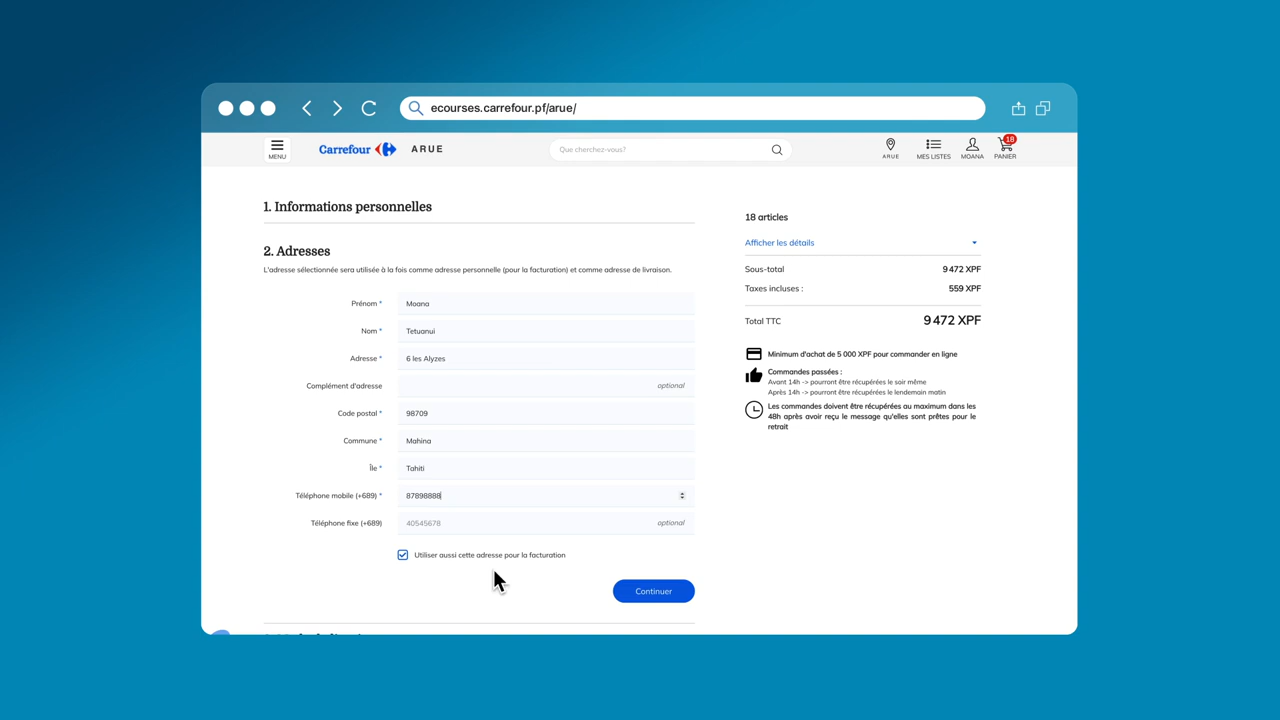 ecourses.carrefour.pf/arue/
MENU
Carrefour ARUE
Que cherchez-vous?
ARUE
MES LISTES
MOANA
18
PANIER
1. Informations personnelles
2. Adresses
L'adresse sélectionnée sera utilisée à la fois comme adresse personnelle (pour la facturation) et comme adresse de livraison.
Prénom * Moana
Nom * Tetuanui
Adresse * 6 les Alyzes
Complément d'adresse optional
Code postal * 98709
Commune * Mahina
Île * Tahiti
Téléphone mobile (+689) * 87898888
Téléphone fixe (+689) 40545678 optional
Utiliser aussi cette adresse pour la facturation
Continuer
18 articles
Afficher les détails
Sous-total 9 472 XPF
Taxes incluses : 559 XPF
Total TTC 9 472 XPF
Minimum d'achat de 5 000 XPF pour commander en ligne
Commandes passées :
Avant 14h -> pourront être récupérées le soir même
Après 14h -> pourront être récupérées le lendemain matin
Les commandes doivent être récupérées au maximum dans les
48h après avoir reçu le message qu'elles sont prêtes pour le
retrait